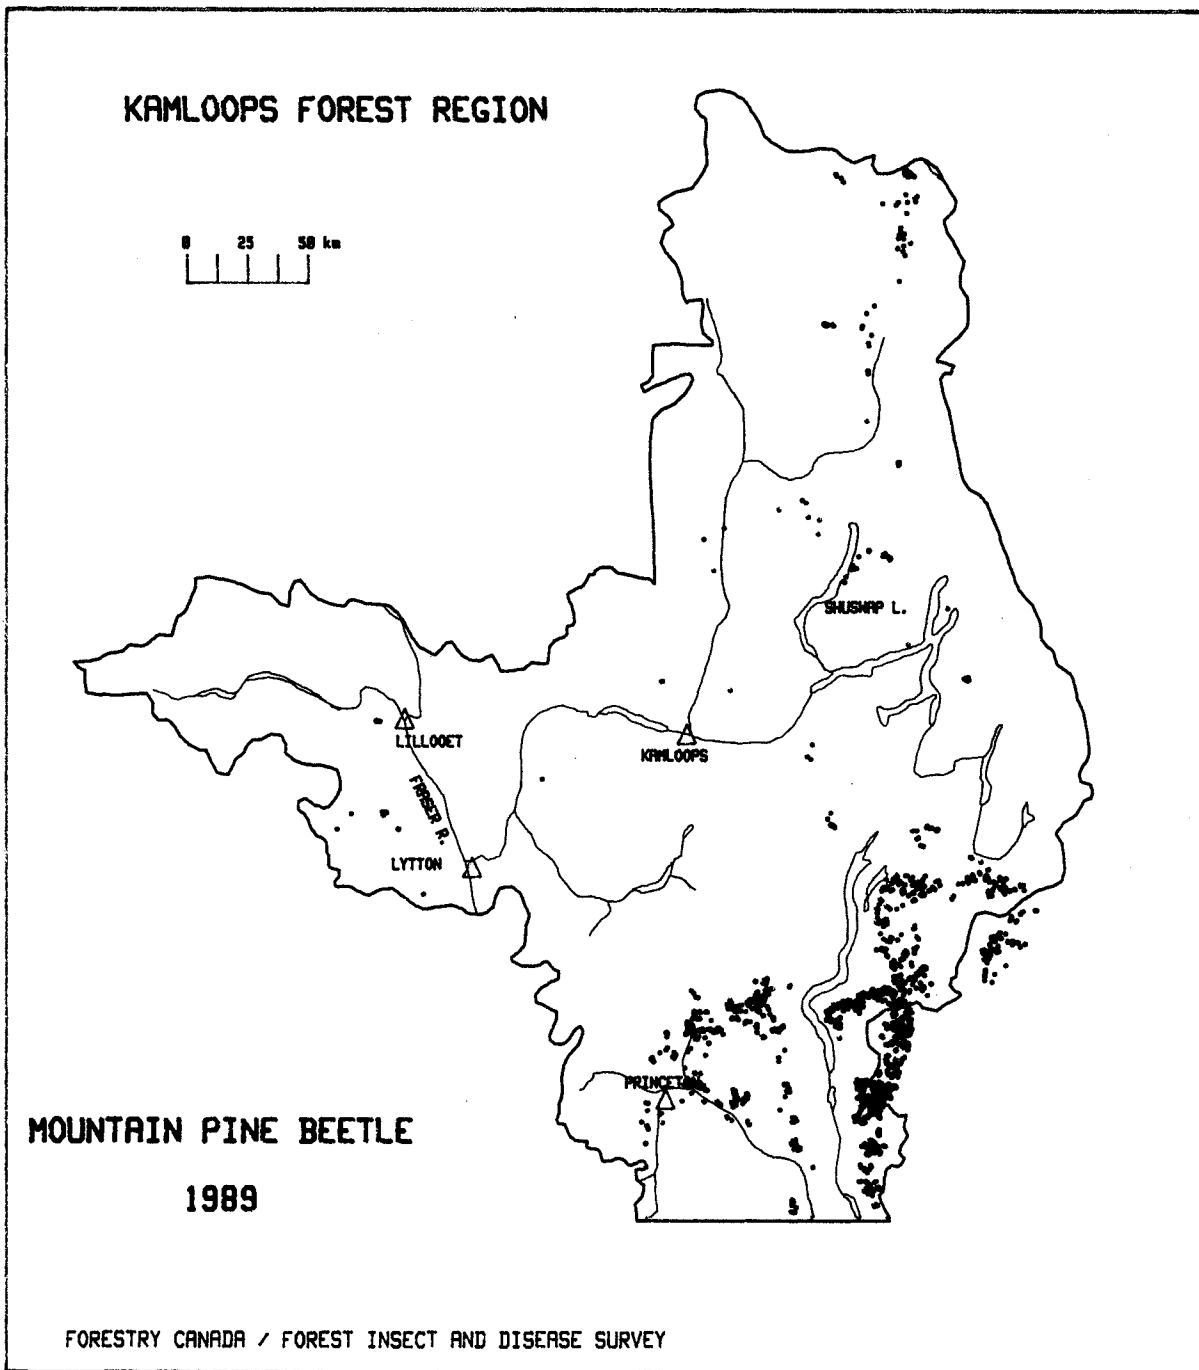 KAMLOOPS FOREST REGION
0 25 50 km
SHUSWAP L.
LILLOOET
KAMLOOPS
FRASER R.
LYTTON
PRINCETON
MOUNTAIN PINE BEETLE
1989
FORESTRY CANADA / FOREST INSECT AND DISEASE SURVEY